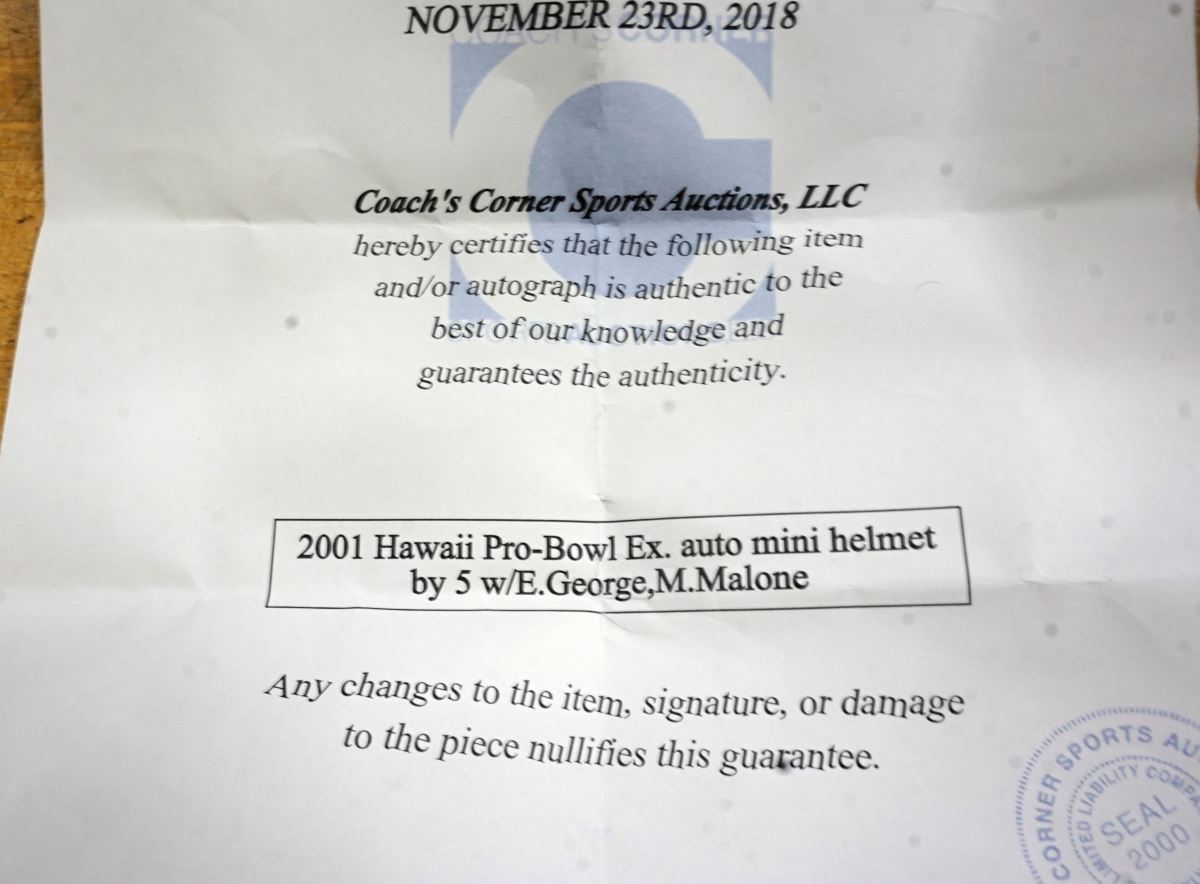 NOVEMBER 23RD, 2018
COACH'S CORNER
Coach's Corner Sports Auctions, LLC
hereby certifies that the following item
and/or autograph is authentic to the
best of our knowledge and
guarantees the authenticity.
2001 Hawaii Pro-Bowl Ex. auto mini helmet
by 5 w/E.George,M.Malone
Any changes to the item, signature, or damage
to the piece nullifies this guarantee.
CORNER SPORTS AU
LIMITED LIABILITY COMPA
SEAL
2000